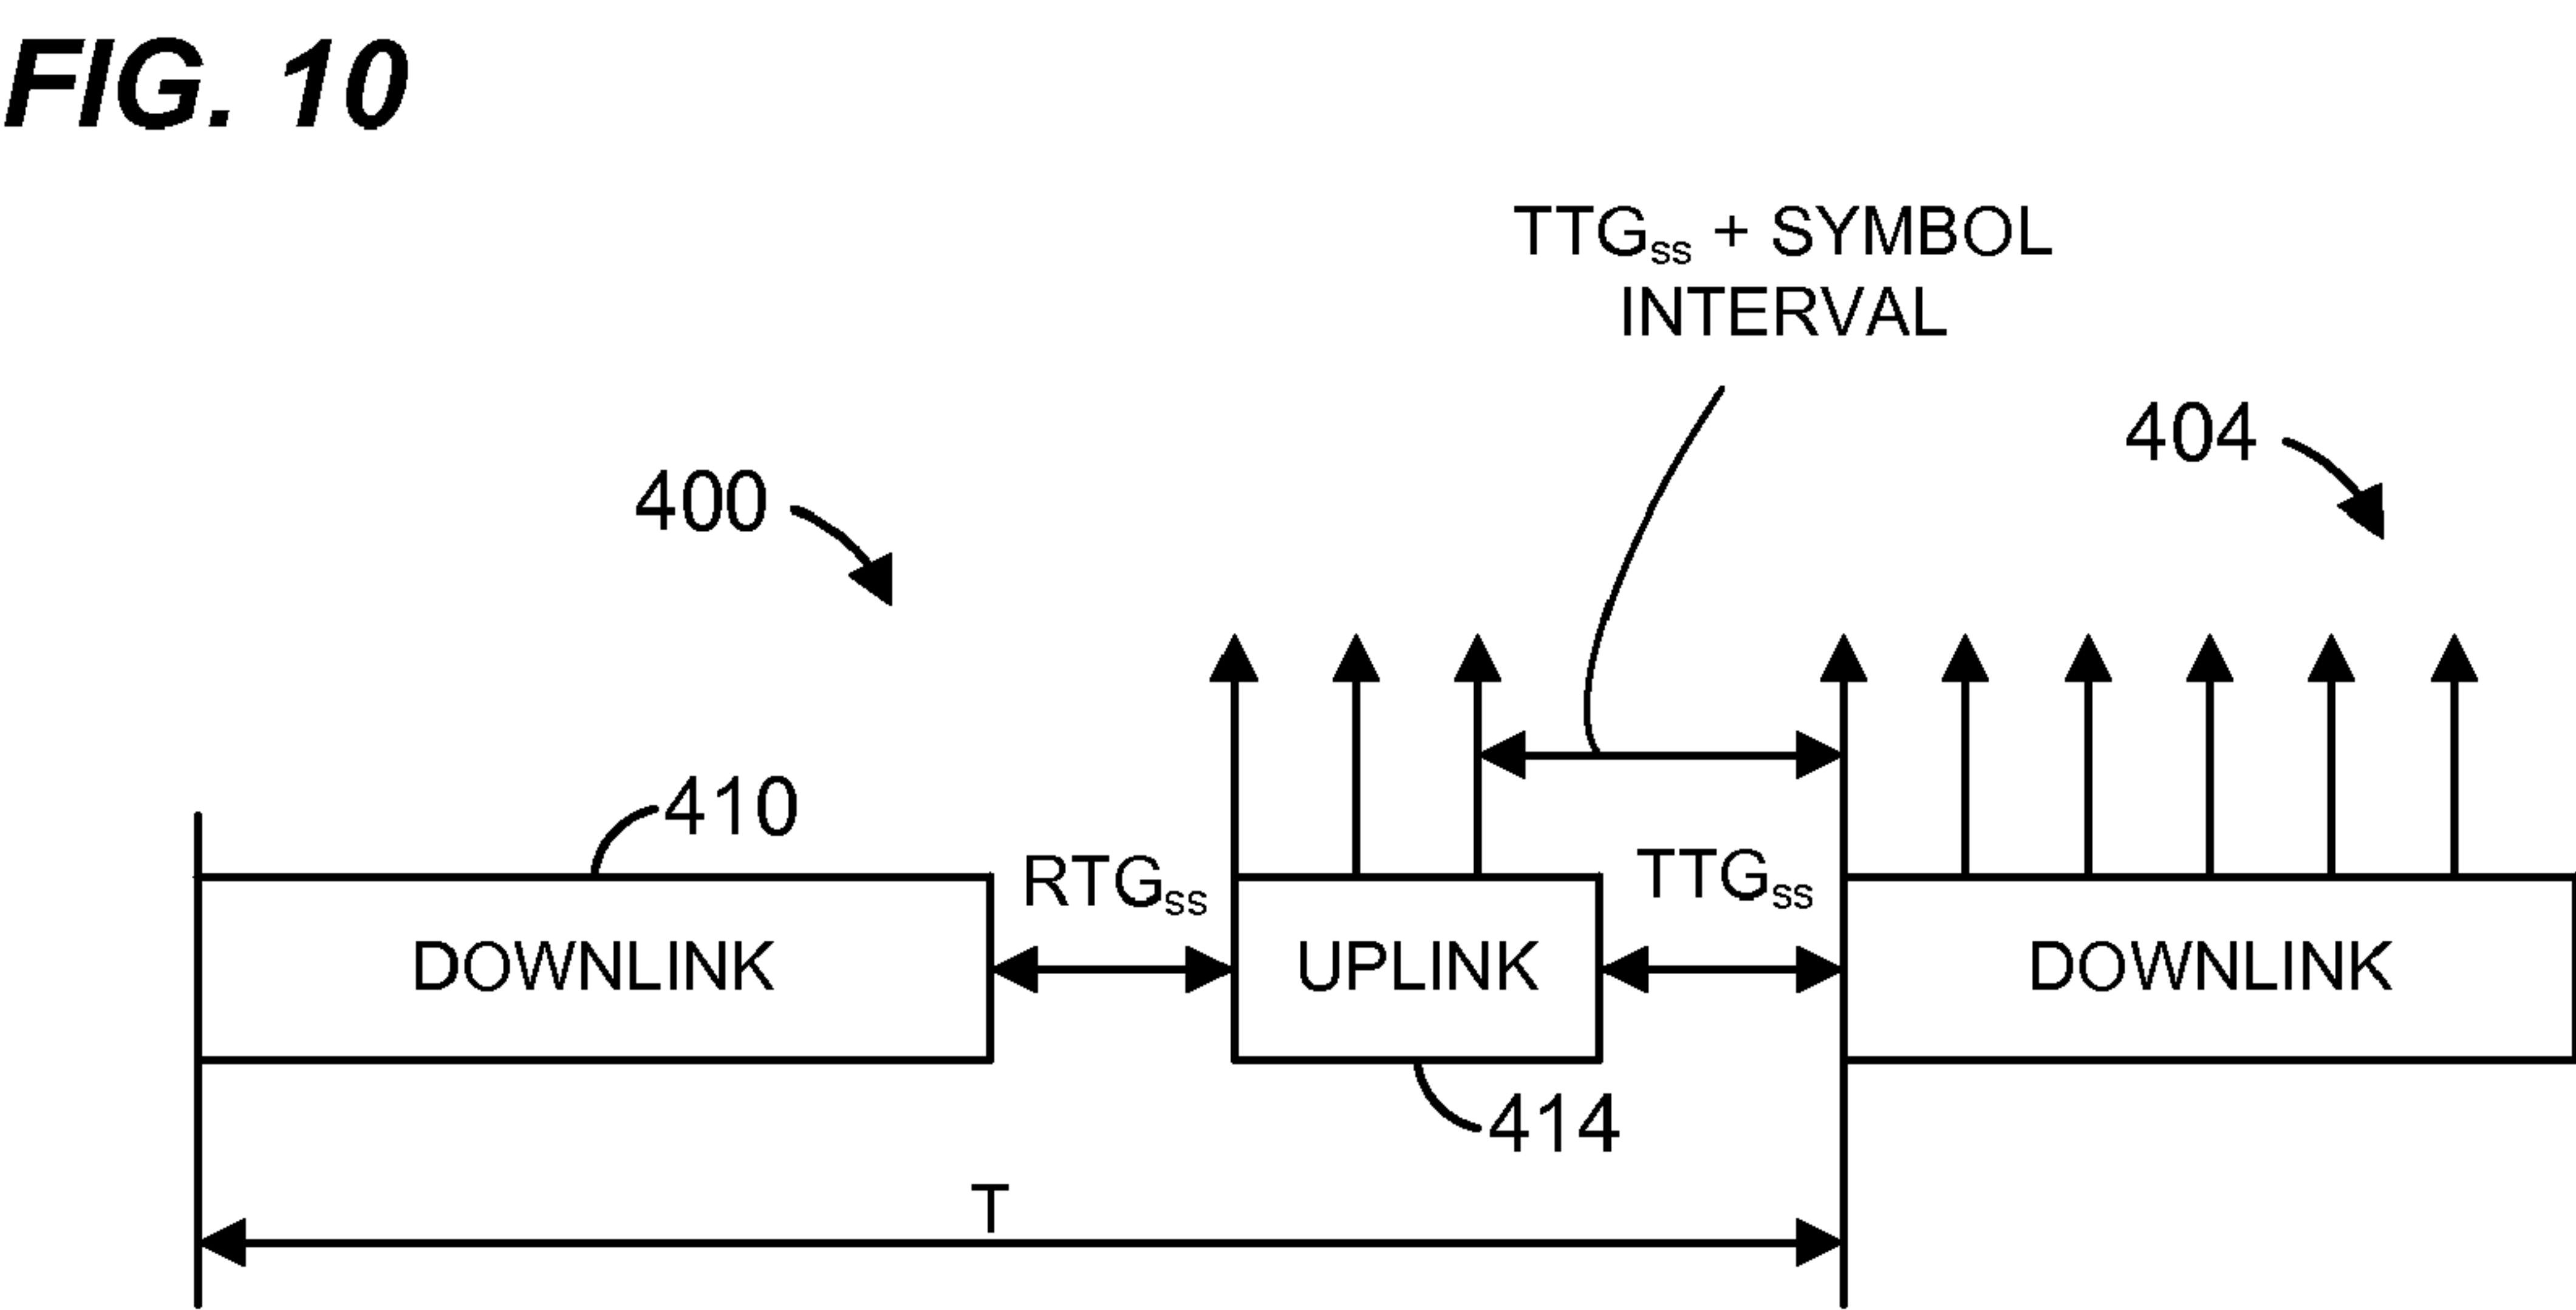 FIG. 10
TTGss + SYMBOL
INTERVAL
404
400
410
RTGss
TTGss
DOWNLINK
UPLINK
DOWNLINK
414
T